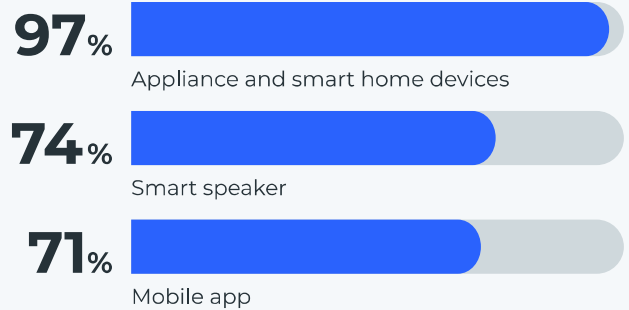 97%
Appliance and smart home devices
74%
Smart speaker
71%
Mobile app